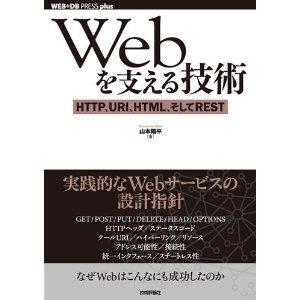 WEB+DB PRESS plus
Web
を支える技術
HTTP、URI、HTML、そしてREST
山本陽平
[著]
実践的なWebサービスの
設計指針
GET/POST/PUT/DELETE/HEAD/OPTIONS
HTTPヘッダ/ステータスコード
クールURL/ハイパーリンク/リソース
アドレス可能性/接続性
統一インタフェース/ステートレス性
なぜWebはこんなにも成功したのか
技術評論社